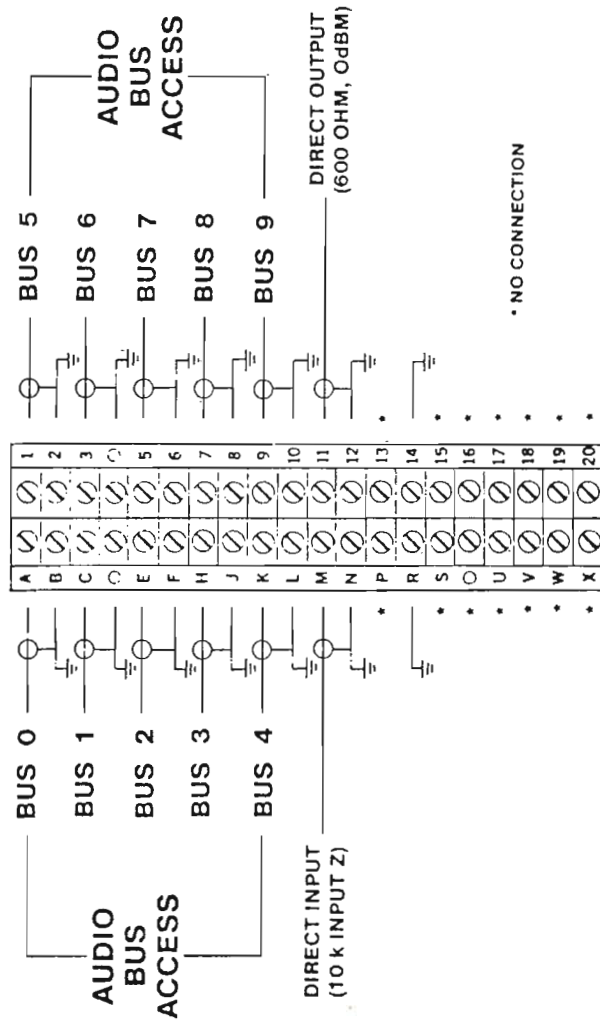 AUDIO
BUS
ACCESS
BUS 0
BUS 1
BUS 2
BUS 3
BUS 4
DIRECT INPUT
(10 k INPUT Z)
A
B
C
E
F
H
J
K
L
M
N
* P
R
* S
*
* U
* V
* W
* X
1
2
3
5
6
7
8
9
10
11
12
13 *
14
15 *
16 *
17 *
18 *
19 *
20 *
BUS 5
BUS 6
BUS 7
BUS 8
BUS 9
AUDIO
BUS
ACCESS
DIRECT OUTPUT
(600 OHM, 0dBM)
* NO CONNECTION